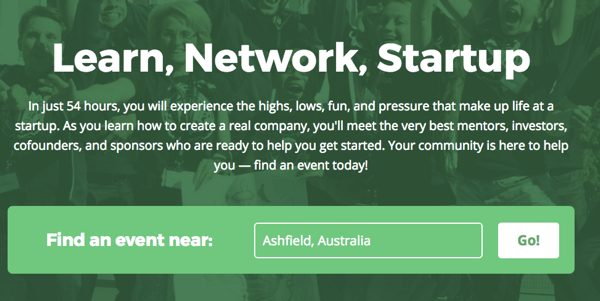 Learn, Network, Startup
In just 54 hours, you will experience the highs, lows, fun, and pressure that make up life at a
startup. As you learn how to create a real company, you'll meet the very best mentors, investors,
cofounders, and sponsors who are ready to help you get started. Your community is here to help
you — find an event today!
Find an event near: Ashfield, Australia Go!